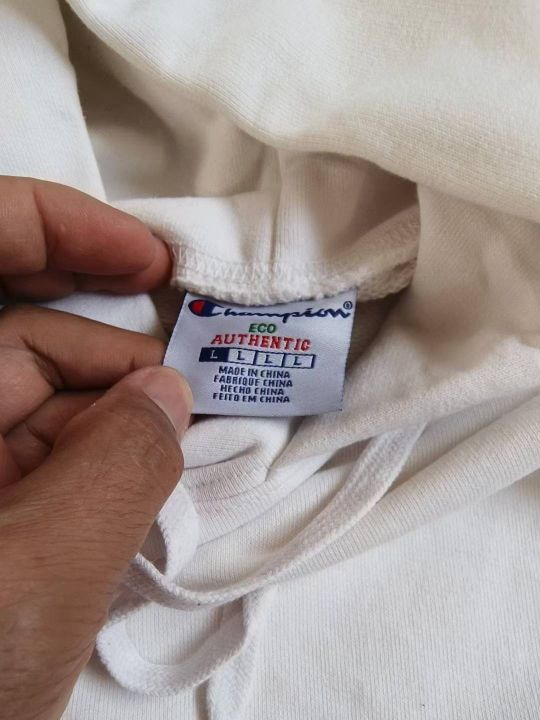 Champion®
ECO
AUTHENTIC
L L L L
MADE IN CHINA
FABRIQUE CHINA
HECHO CHINA
FEITO EM CHINA